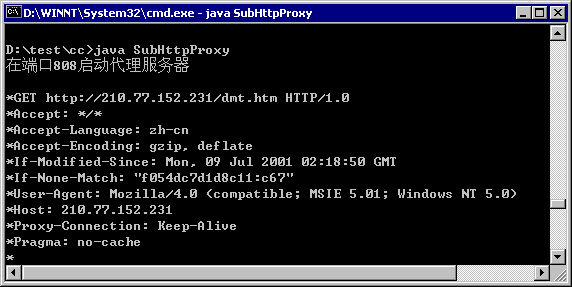 D:\WINNT\System32\cmd.exe - java SubHttpProxy
D:\test\cc>java SubHttpProxy
在端口808启动代理服务器
*GET http://210.77.152.231/dmt.htm HTTP/1.0
*Accept: */*
*Accept-Language: zh-cn
*Accept-Encoding: gzip, deflate
*If-Modified-Since: Mon, 09 Jul 2001 02:18:50 GMT
*If-None-Match: "f054dc7d1d8c11:c67"
*User-Agent: Mozilla/4.0 (compatible; MSIE 5.01; Windows NT 5.0)
*Host: 210.77.152.231
*Proxy-Connection: Keep-Alive
*Pragma: no-cache
*